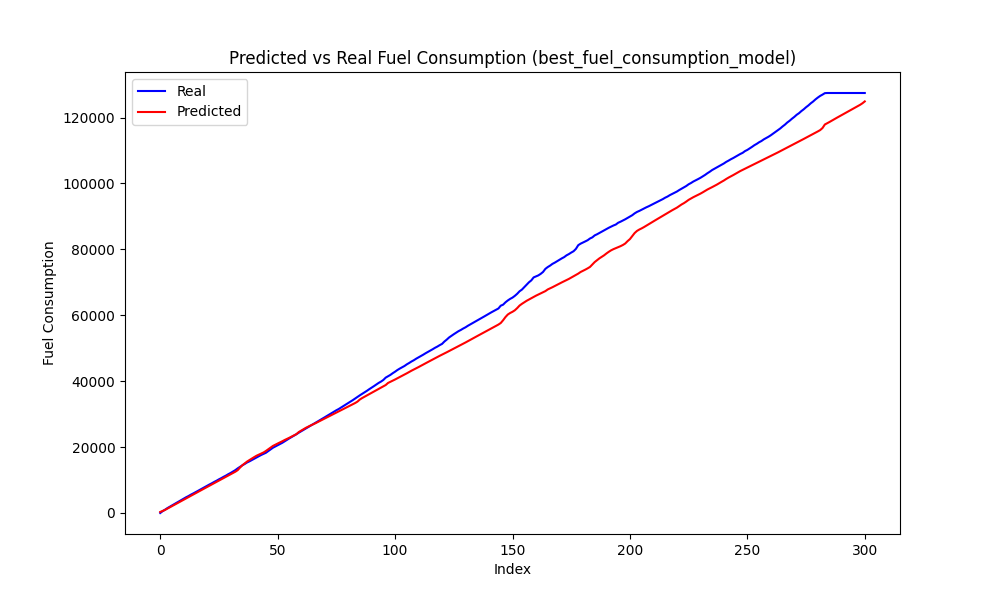 Predicted vs Real Fuel Consumption (best_fuel_consumption_model)
Real
Predicted
120000
100000
80000
60000
40000
20000
0
Fuel Consumption
0 50 100 150 200 250 300
Index